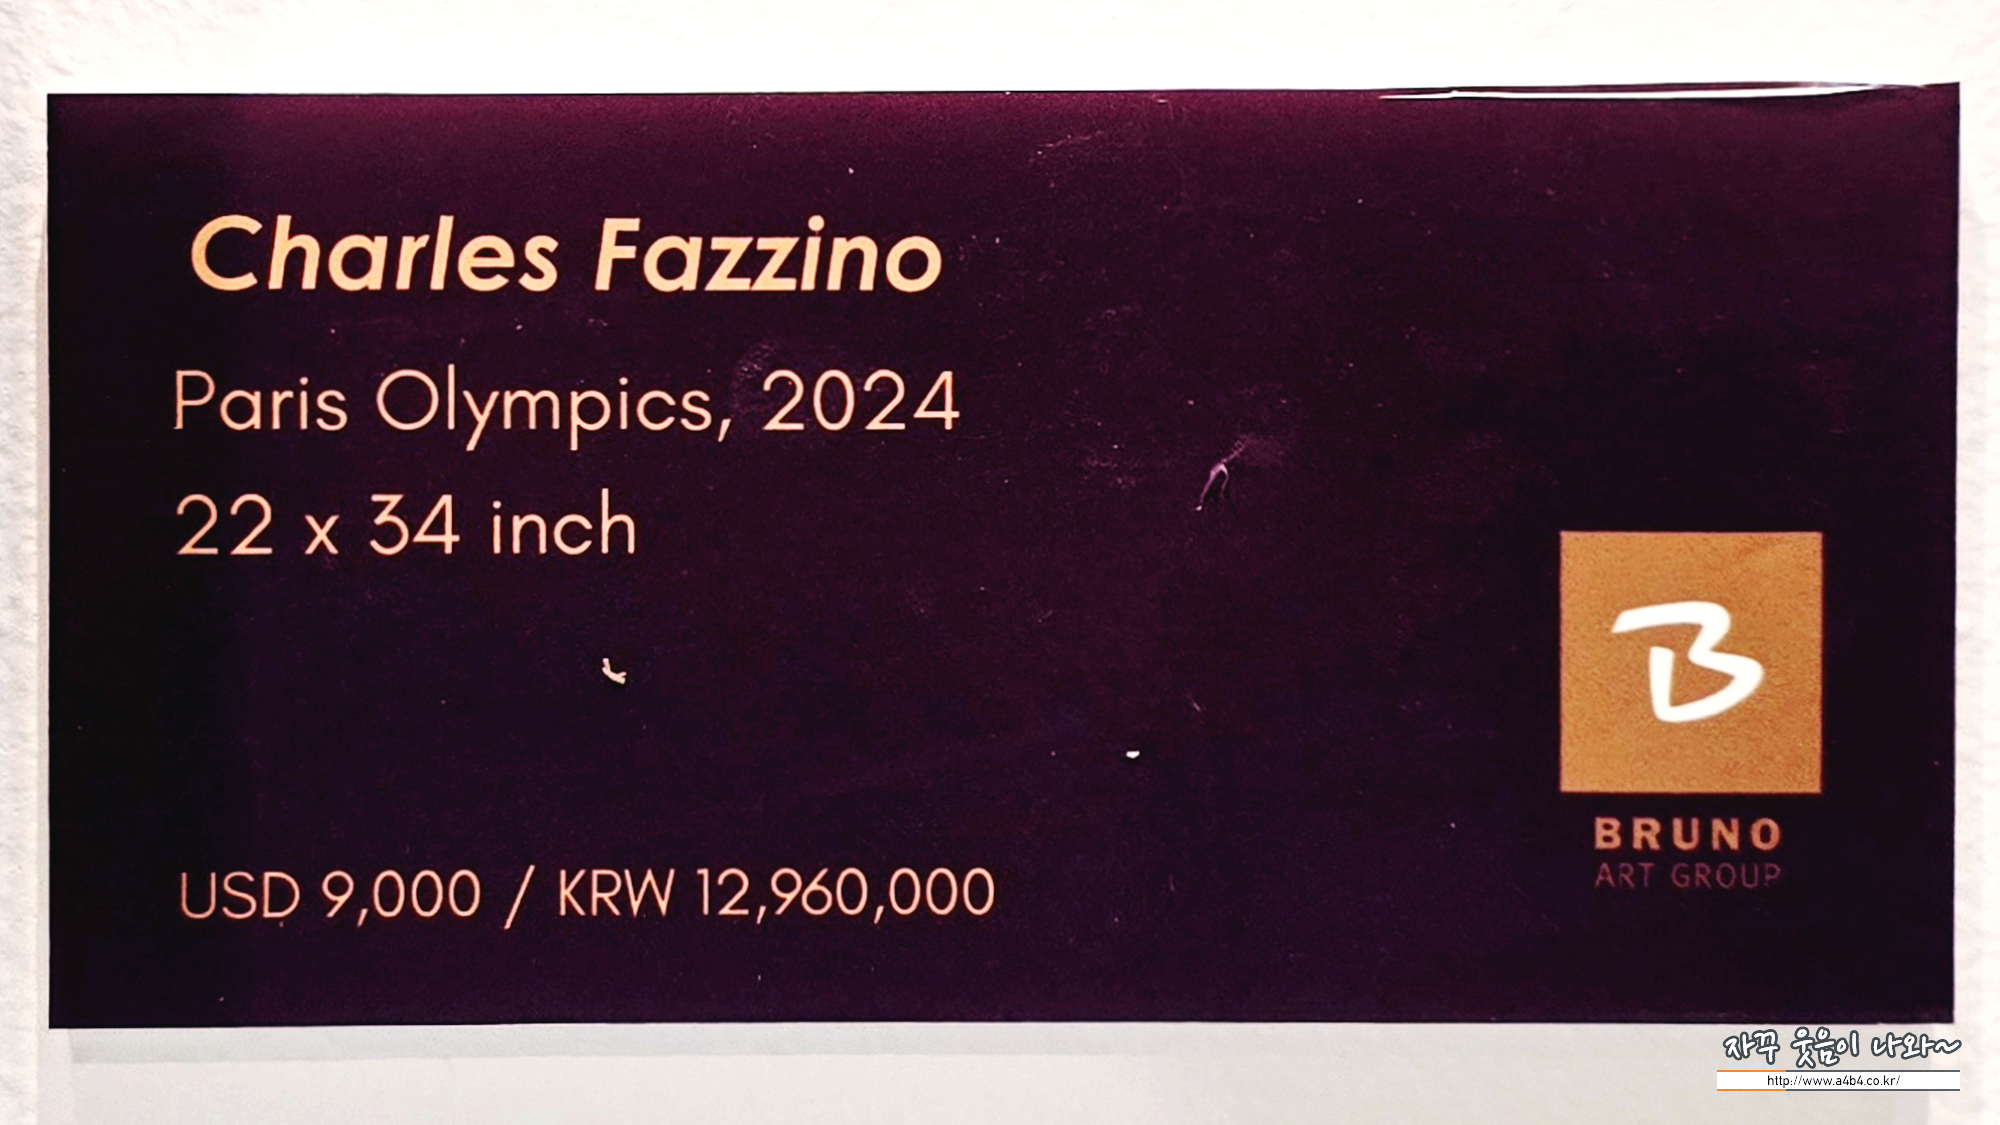 Charles Fazzino
Paris Olympics, 2024
22 x 34 inch
USD 9,000 / KRW 12,960,000
B
BRUNO
ART GROUP
자꾸 웃음이 나와~
http://www.a4b4.co.kr/